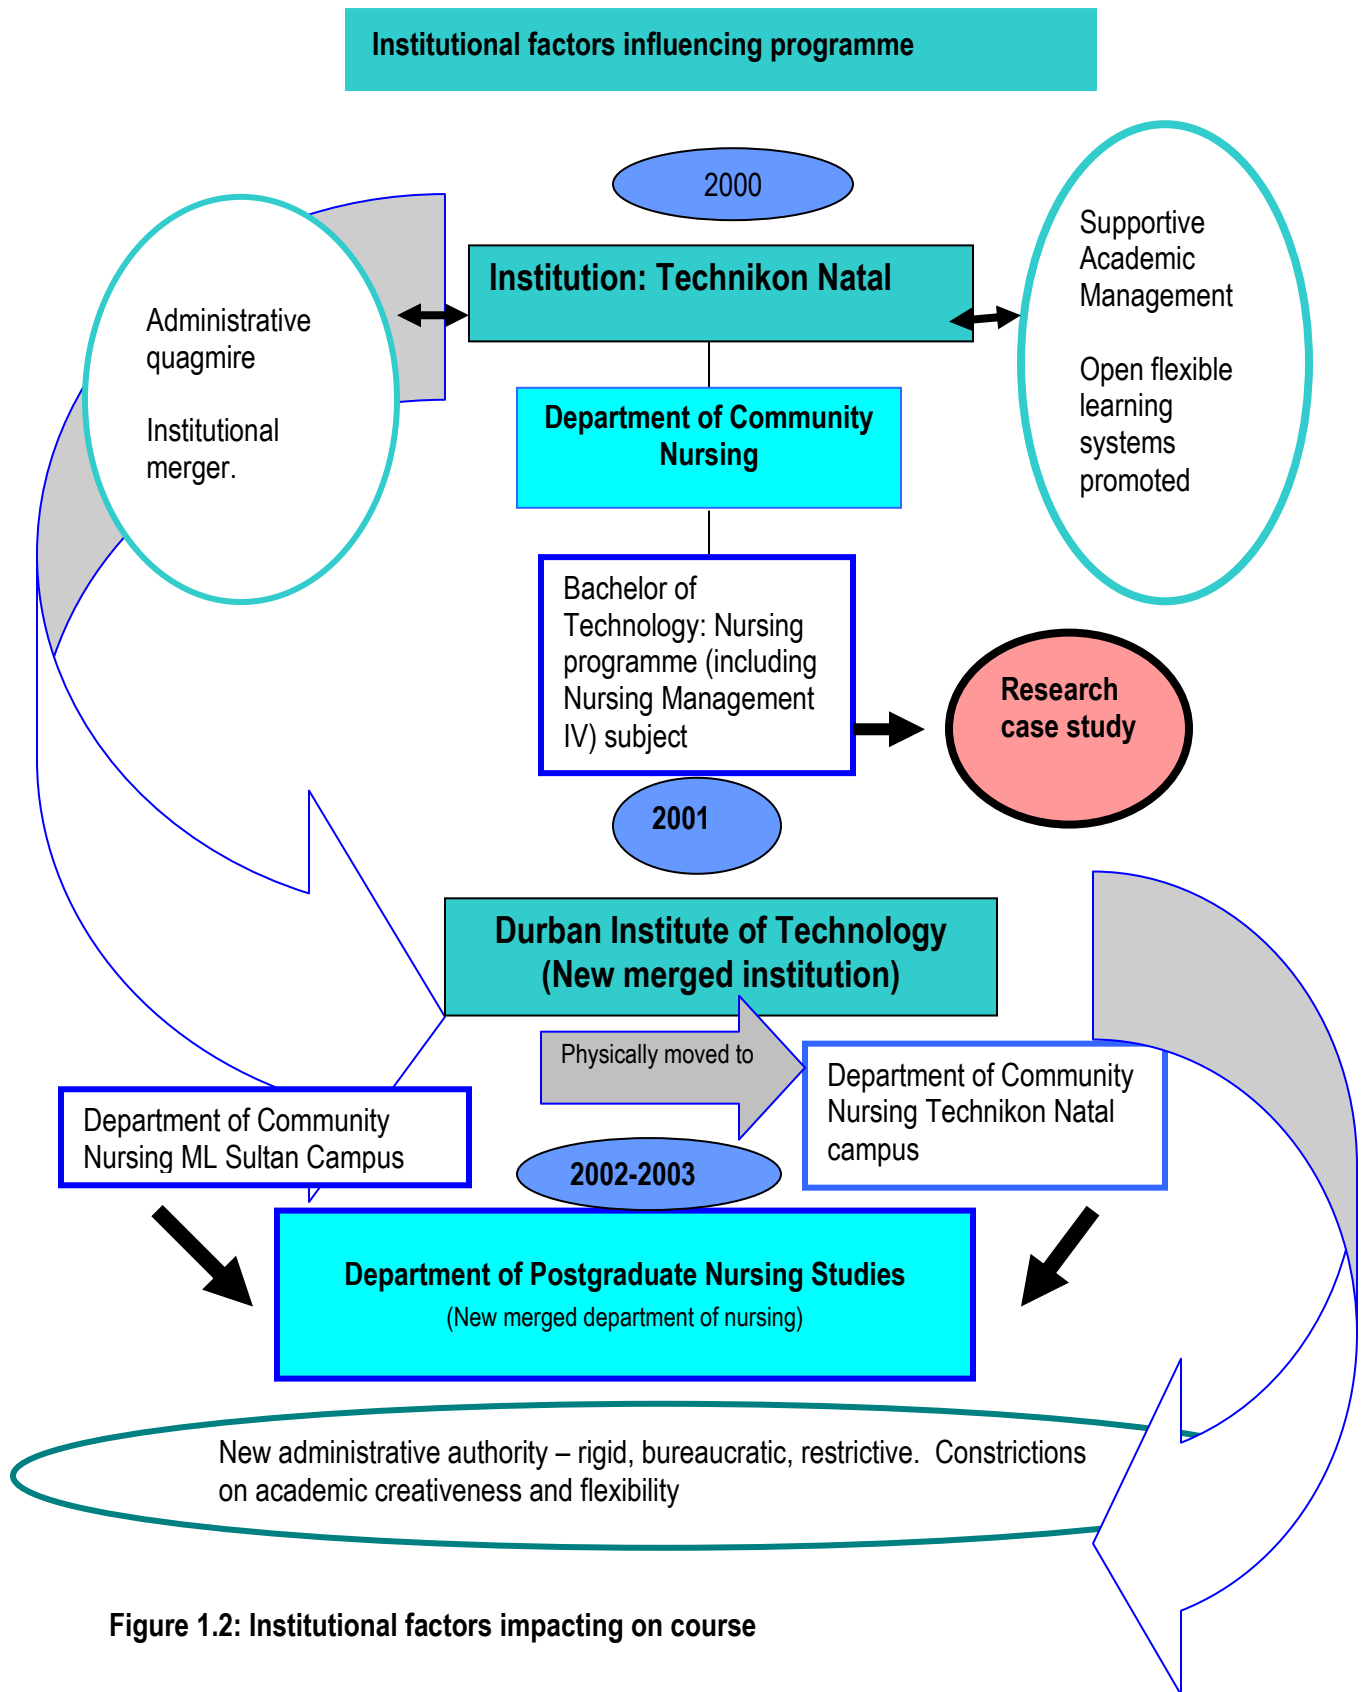 Institutional factors influencing programme
2000
Institution: Technikon Natal
Supportive
Academic
Management
Open flexible
learning
systems
promoted
Administrative
quagmire
Institutional
merger.
Department of Community
Nursing
Bachelor of
Technology: Nursing
programme (including
Nursing Management
IV) subject
Research
case study
2001
Durban Institute of Technology
(New merged institution)
Physically moved to
Department of Community
Nursing Technikon Natal
campus
Department of Community
Nursing ML Sultan Campus
2002-2003
Department of Postgraduate Nursing Studies
(New merged department of nursing)
New administrative authority – rigid, bureaucratic, restrictive.  Constrictions
on academic creativeness and flexibility
Figure 1.2: Institutional factors impacting on course